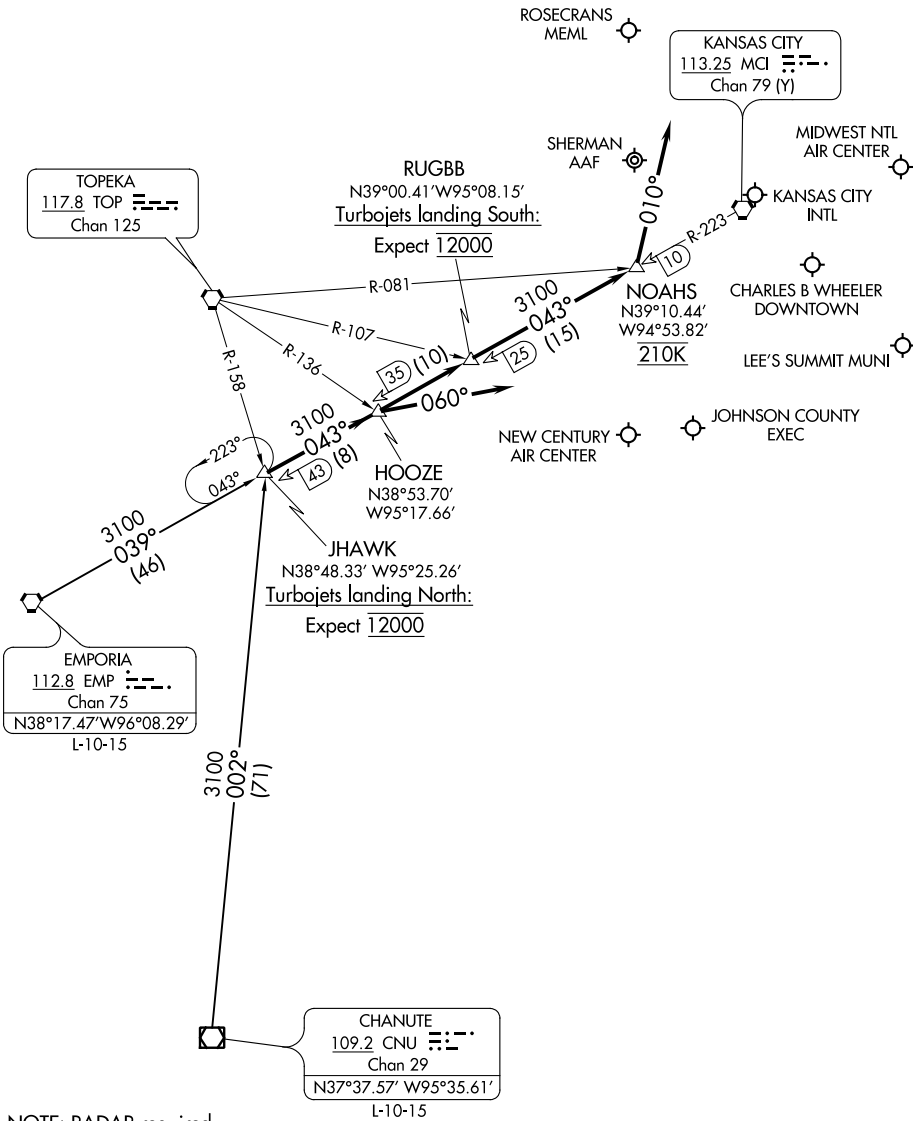 ROSECRANS
MEML
KANSAS CITY
113.25 MCI
Chan 79 (Y)
SHERMAN
AAF
MIDWEST NTL
AIR CENTER
RUGBB
N39°00.41'W95°08.15'
Turbojets landing South:
Expect 12000
TOPEKA
117.8 TOP
Chan 125
010°
KANSAS CITY
INTL
R-223
10
R-081
NOAHS
N39°10.44'
W94°53.82'
210K
CHARLES B WHEELER
DOWNTOWN
3100
043°
(15)
R-107
25
LEE'S SUMMIT MUNI
R-136
35
(10)
R-158
060°
3100
043°
(8)
43
NEW CENTURY
AIR CENTER
JOHNSON COUNTY
EXEC
223°
043°
HOOZE
N38°53.70'
W95°17.66'
3100
039°
(46)
JHAWK
N38°48.33' W95°25.26'
Turbojets landing North:
Expect 12000
EMPORIA
112.8 EMP
Chan 75
N38°17.47'W96°08.29'
L-10-15
3100
002°
(71)
CHANUTE
109.2 CNU
Chan 29
N37°37.57' W95°35.61'
L-10-15